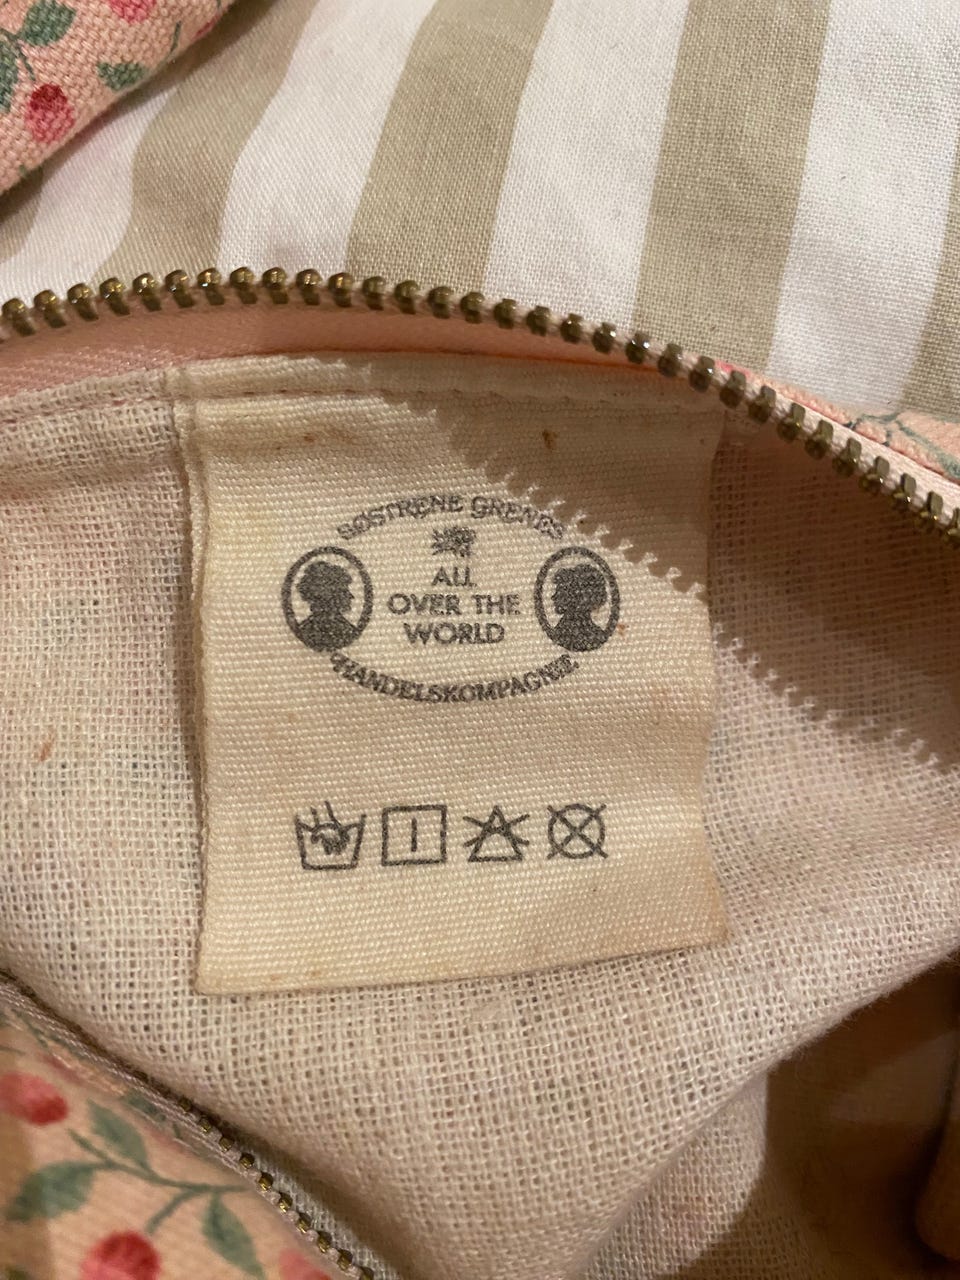 SØSTRENE GRENES
ALL
OVER THE
WORLD
HANDELSKOMPAGNIE